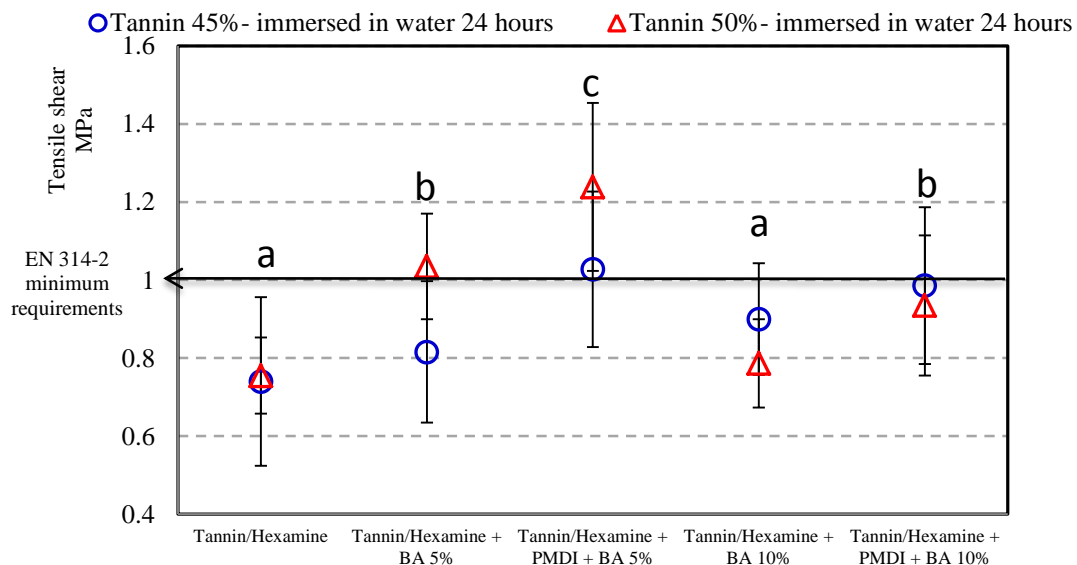 Tannin 45%- immersed in water 24 hours
Tannin 50%- immersed in water 24 hours
Tensile shear
MPa
1.6
1.4
1.2
1
0.8
0.6
0.4
EN 314-2
minimum
requirements
a
b
c
a
b
Tannin/Hexamine
Tannin/Hexamine +
BA 5%
Tannin/Hexamine +
PMDI + BA 5%
Tannin/Hexamine +
BA 10%
Tannin/Hexamine +
PMDI + BA 10%